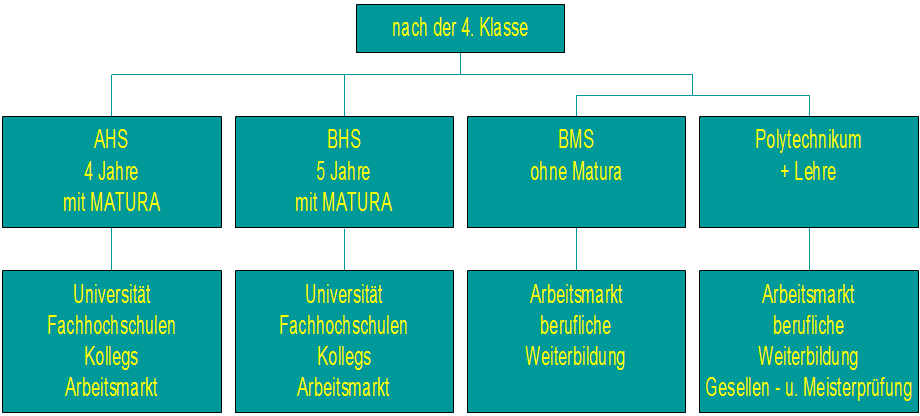 nach der 4. Klasse
AHS
4 Jahre
mit MATURA
BHS
5 Jahre
mit MATURA
BMS
ohne Matura
Polytechnikum
+ Lehre
Universität
Fachhochschulen
Kollegs
Arbeitsmarkt
Universität
Fachhochschulen
Kollegs
Arbeitsmarkt
Arbeitsmarkt
berufliche
Weiterbildung
Arbeitsmarkt
berufliche
Weiterbildung
Gesellen - u. Meisterprüfung